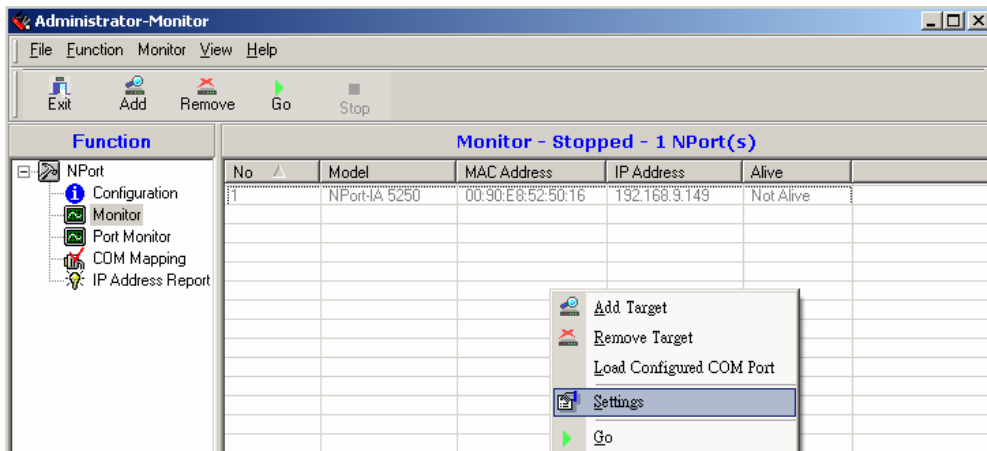 Administrator-Monitor
File Function Monitor View Help
Exit Add Remove Go Stop
Function
NPort
Configuration
Monitor
Port Monitor
COM Mapping
IP Address Report
Monitor - Stopped - 1 NPort(s)
No Model MAC Address IP Address Alive
1 NPort-IA 5250 00:90:E8:52:50:16 192.168.9.149 Not Alive
Add Target
Remove Target
Load Configured COM Port
Settings
Go